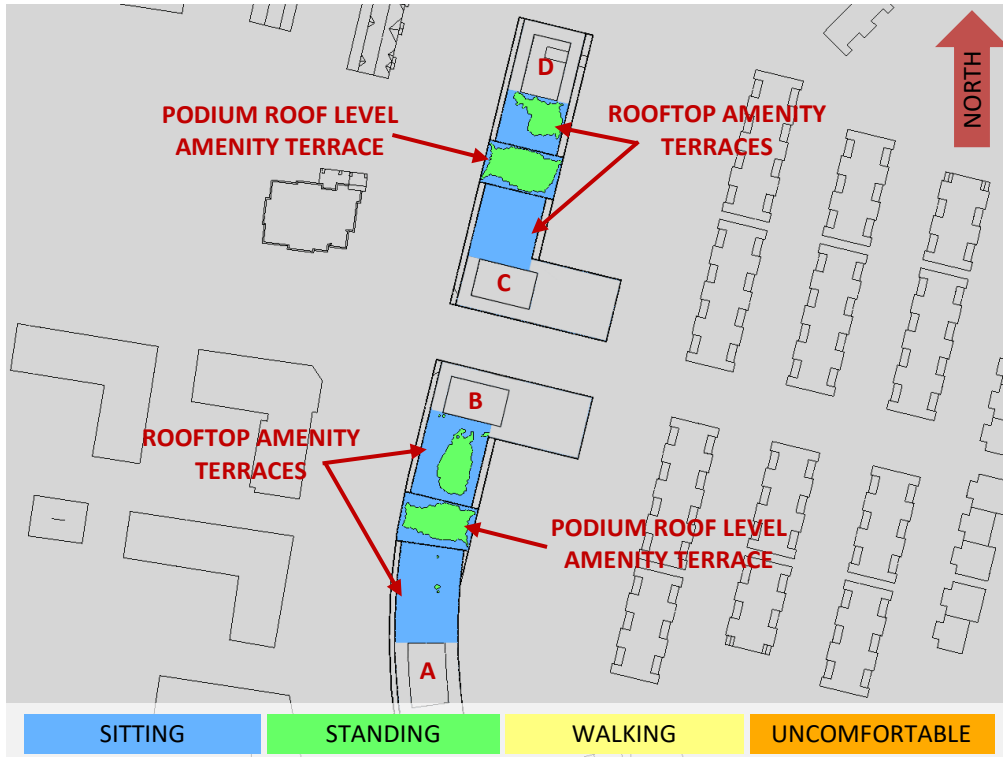 NORTH
D
PODIUM ROOF LEVEL
AMENITY TERRACE
ROOFTOP AMENITY
TERRACES
C
B
ROOFTOP AMENITY
TERRACES
PODIUM ROOF LEVEL
AMENITY TERRACE
A
SITTING
STANDING
WALKING
UNCOMFORTABLE